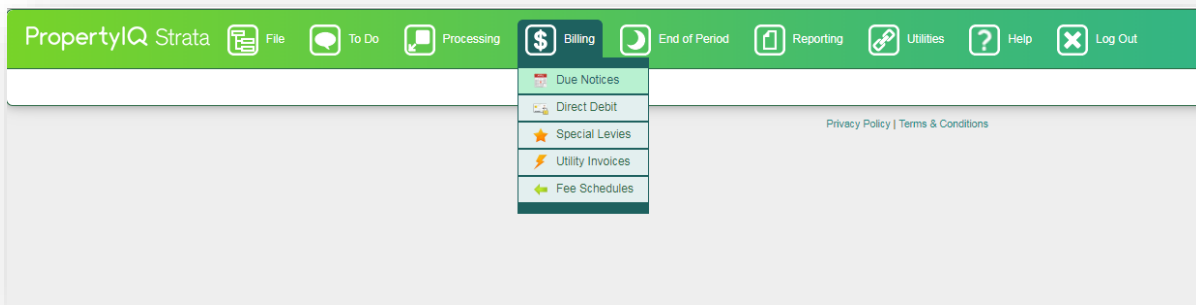 PropertyIQ Strata File To Do Processing $ Billing End of Period Reporting Utilities ? Help Log Out
Due Notices
Direct Debit
Special Levies
Utility Invoices
Fee Schedules
Privacy Policy | Terms & Conditions